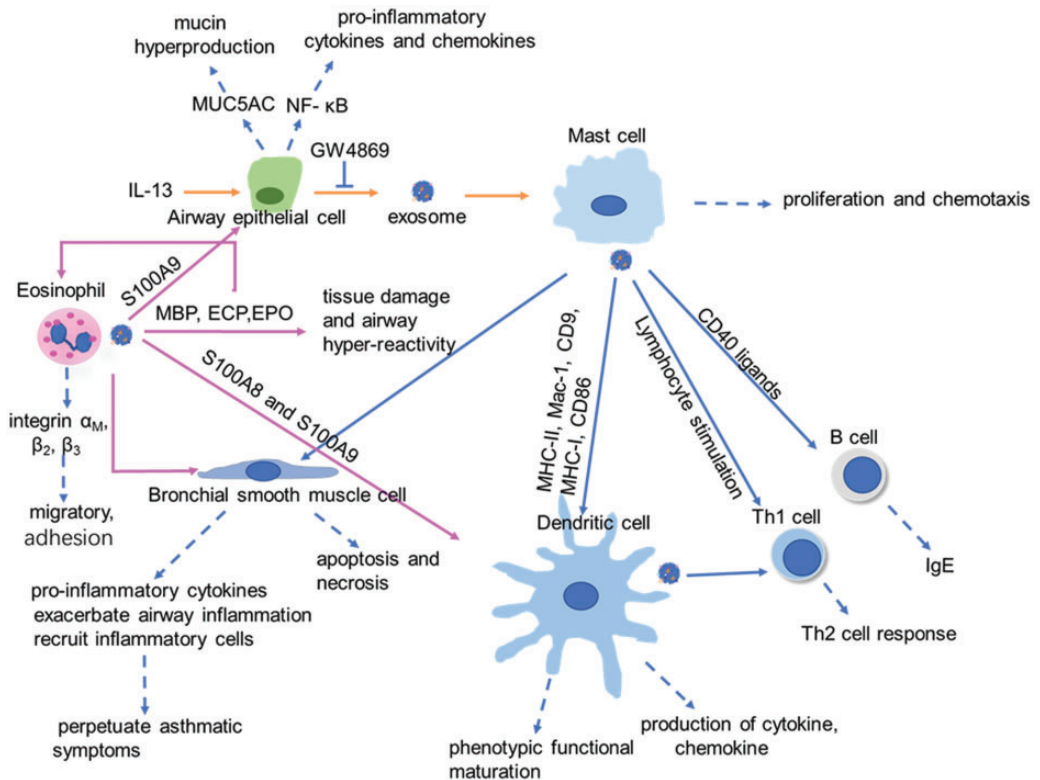 mucin
hyperproduction
pro-inflammatory
cytokines and chemokines
MUC5AC
NF- κB
GW4869
Mast cell
IL-13
Airway epithelial cell
exosome
proliferation and chemotaxis
Eosinophil
S100A9
MBP, ECP,EPO
tissue damage
and airway
hyper-reactivity
S100A8 and S100A9
MHC-II, Mac-1, CD9,
MHC-I, CD86
Lymphocyte stimulation
CD40 ligands
integrin αM,
β2, β3
migratory,
adhesion
Bronchial smooth muscle cell
B cell
Dendritic cell
Th1 cell
IgE
apoptosis and
necrosis
pro-inflammatory cytokines
exacerbate airway inflammation
recruit inflammatory cells
Th2 cell response
perpetuate asthmatic
symptoms
phenotypic functional
maturation
production of cytokine,
chemokine